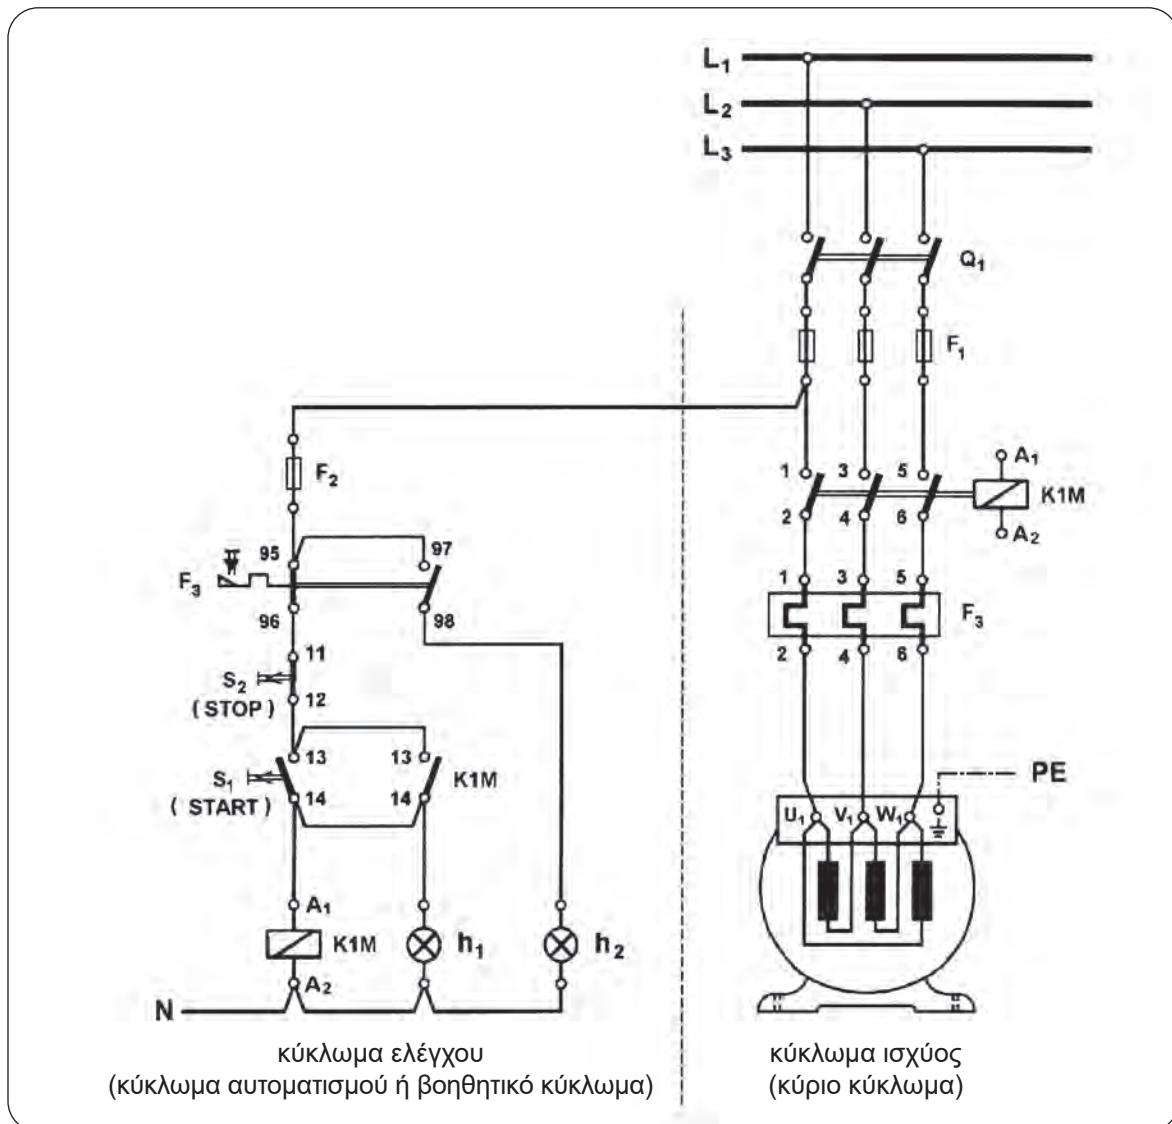 L1
L2
L3
Q1
F1
F2
1 3 5 A1
K1M
2 4 6 A2
95 97
F3
96 98
1 3 5
F3
2 4 6
11
S2
12
(STOP)
13 13
S1 K1M
14 14
(START)
PE
U1 V1 W1
A1
K1M h1 h2
A2
N
κύκλωμα ελέγχου
(κύκλωμα αυτοματισμού ή βοηθητικό κύκλωμα)
κύκλωμα ισχύος
(κύριο κύκλωμα)